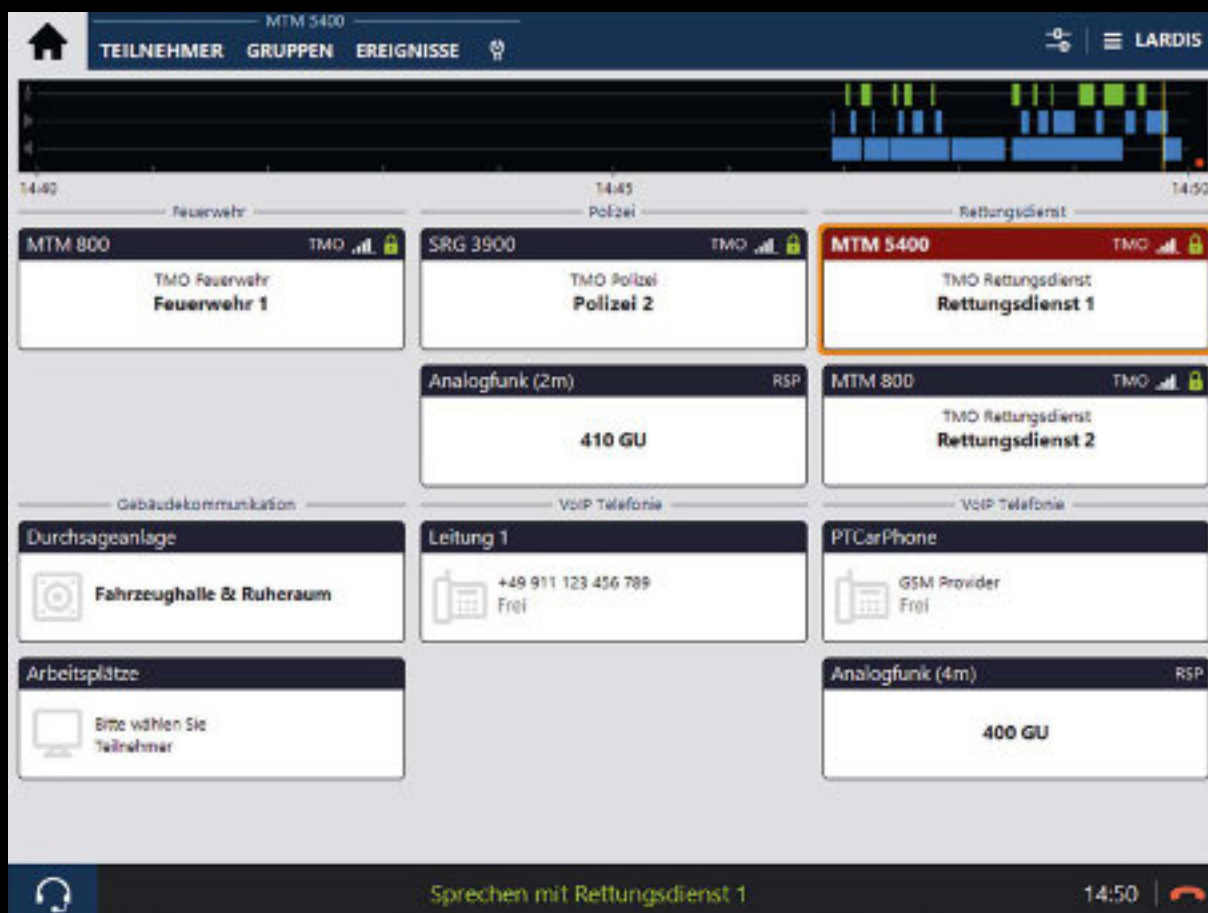 MTM 5400
TEILNEHMER GRUPPEN EREIGNISSE
LARDIS
14:40 14:45 14:50
Feuerwehr Polizei Rettungsdienst
MTM 800 TMO
TMO Feuerwehr
Feuerwehr 1
SRG 3900 TMO
TMO Polizei
Polizei 2
MTM 5400 TMO
TMO Rettungsdienst
Rettungsdienst 1
Analogfunk (2m) RSP
410 GU
MTM 800 TMO
TMO Rettungsdienst
Rettungsdienst 2
Gebäudekommunikation VoIP Telefonie VoIP Telefonie
Durchsageanlage
Fahrzeughalle & Ruheraum
Leitung 1
+49 911 123 456 789
Frei
PTCarPhone
GSM Provider
Frei
Arbeitsplätze
Bitte wählen Sie
Teilnehmer
Analogfunk (4m) RSP
400 GU
Sprechen mit Rettungsdienst 1 14:50